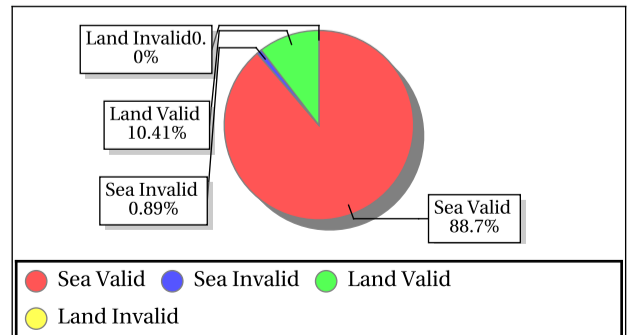 Land Invalid0.
0%
Land Valid
10.41%
Sea Invalid
0.89%
Sea Valid
88.7%
Sea Valid Sea Invalid Land Valid
Land Invalid